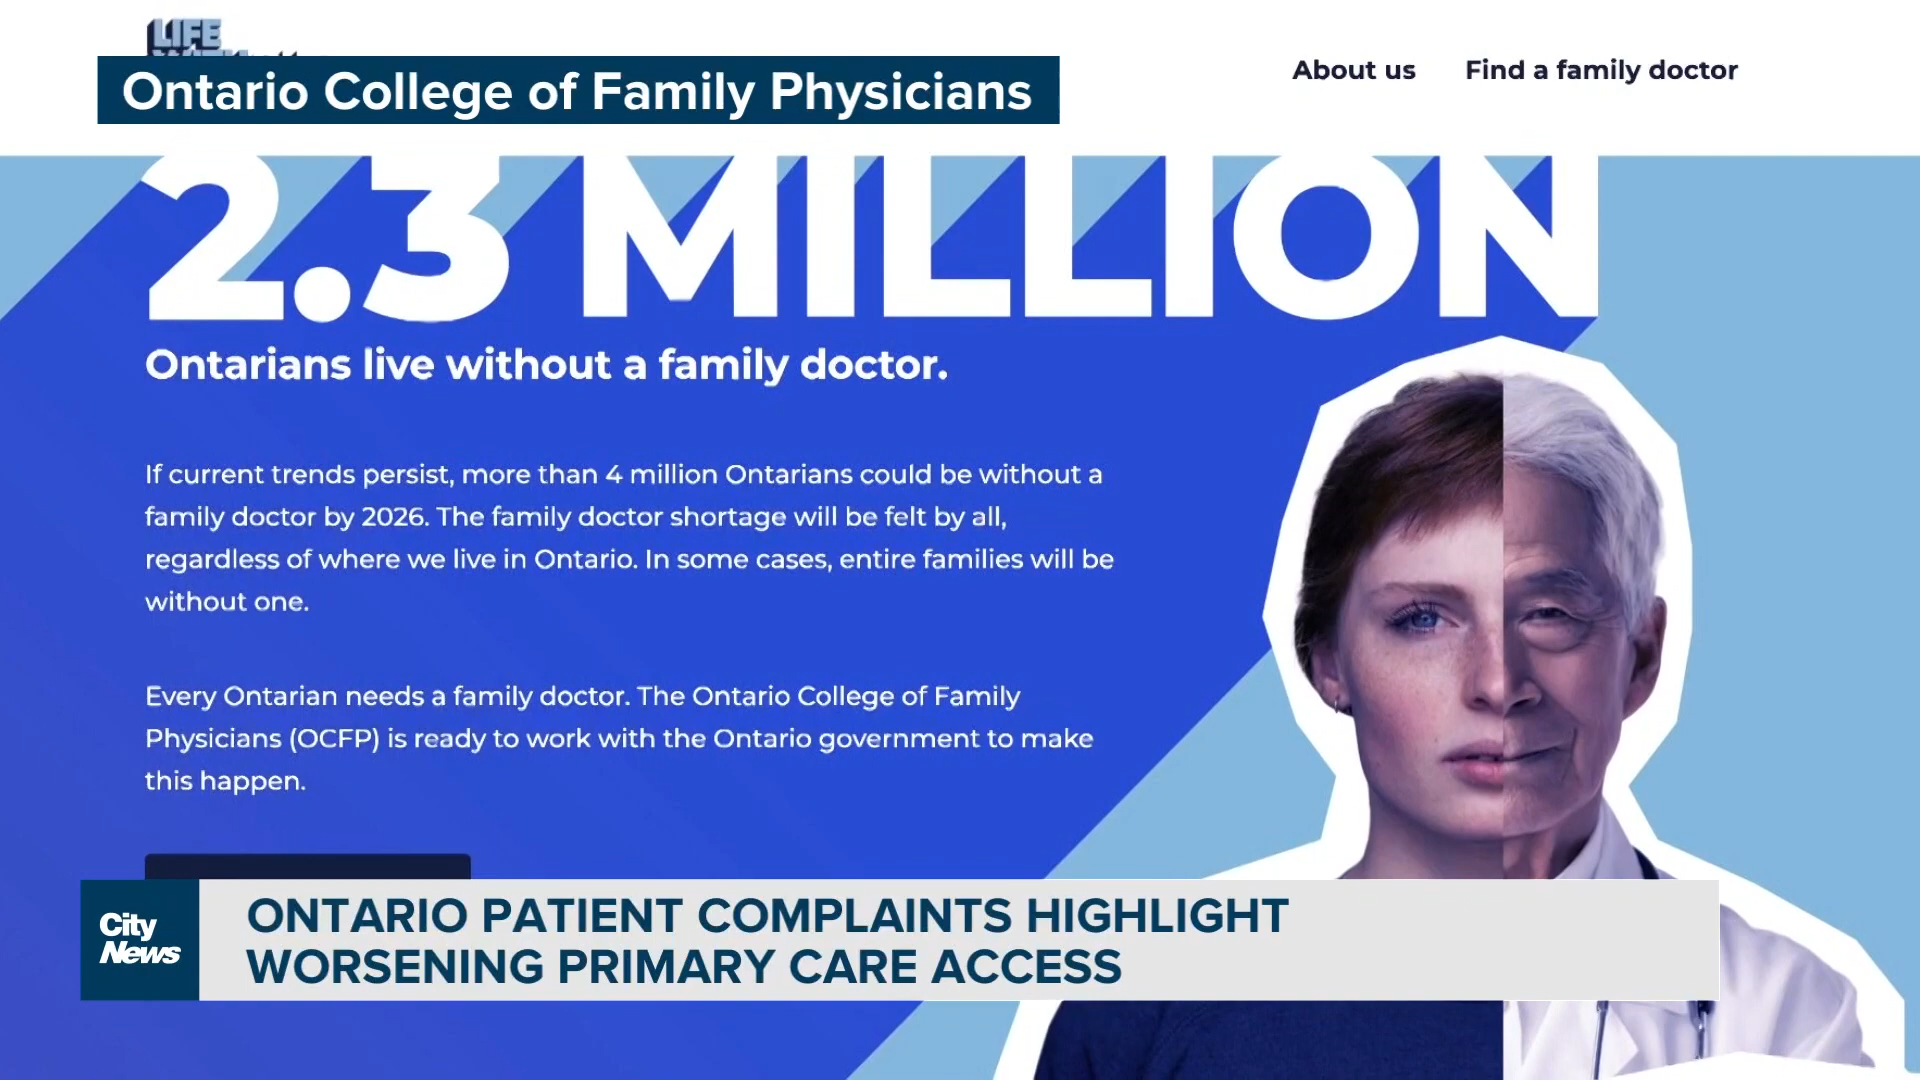 LIFE
Ontario College of Family Physicians
About us
Find a family doctor
2.3 MILLION
Ontarians live without a family doctor.
If current trends persist, more than 4 million Ontarians could be without a
family doctor by 2026. The family doctor shortage will be felt by all,
regardless of where we live in Ontario. In some cases, entire families will be
without one.
Every Ontarian needs a family doctor. The Ontario College of Family
Physicians (OCFP) is ready to work with the Ontario government to make
this happen.
City
News
ONTARIO PATIENT COMPLAINTS HIGHLIGHT
WORSENING PRIMARY CARE ACCESS